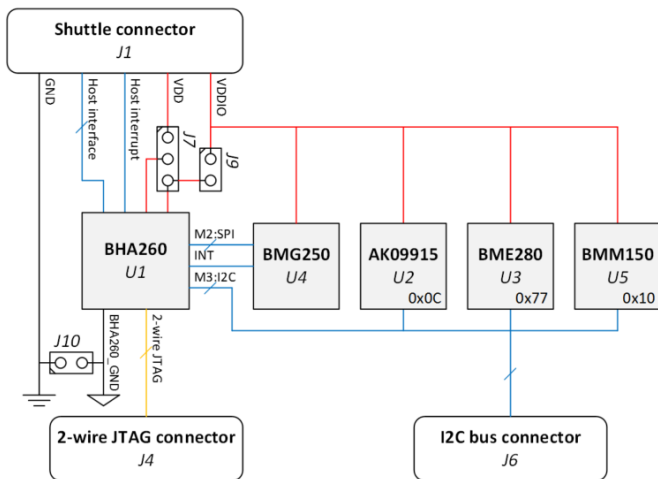 Shuttle connector
J1
GND
Host interface
Host interrupt
VDD
VDDIO
J7
J9
BHA260
U1
M2:SPI
INT
M3:I2C
BMG250
U4
AK09915
U2
0x0C
BME280
U3
0x77
BMM150
U5
0x10
J10
BHA260_GND
2-wire JTAG
2-wire JTAG connector
J4
I2C bus connector
J6